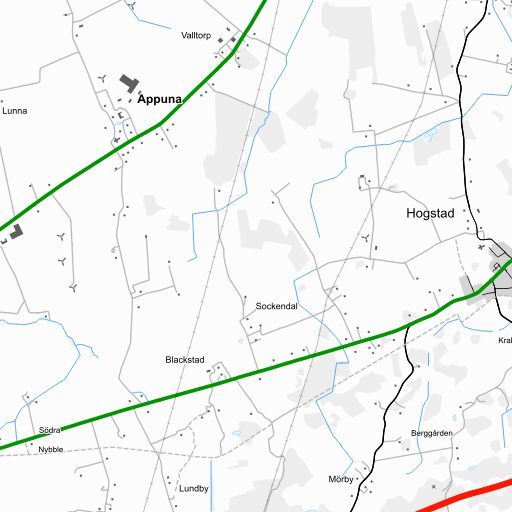 Valltorp
Appuna
Lunna
Hogstad
Sockendal
Kral
Blackstad
Södra
Nybble
Berggården
Mörby
Lundby